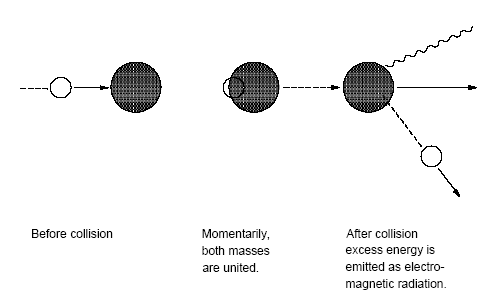 Before collision
Momentarily,
both masses
are united.
After collision
excess energy is
emitted as electro-
magnetic radiation.